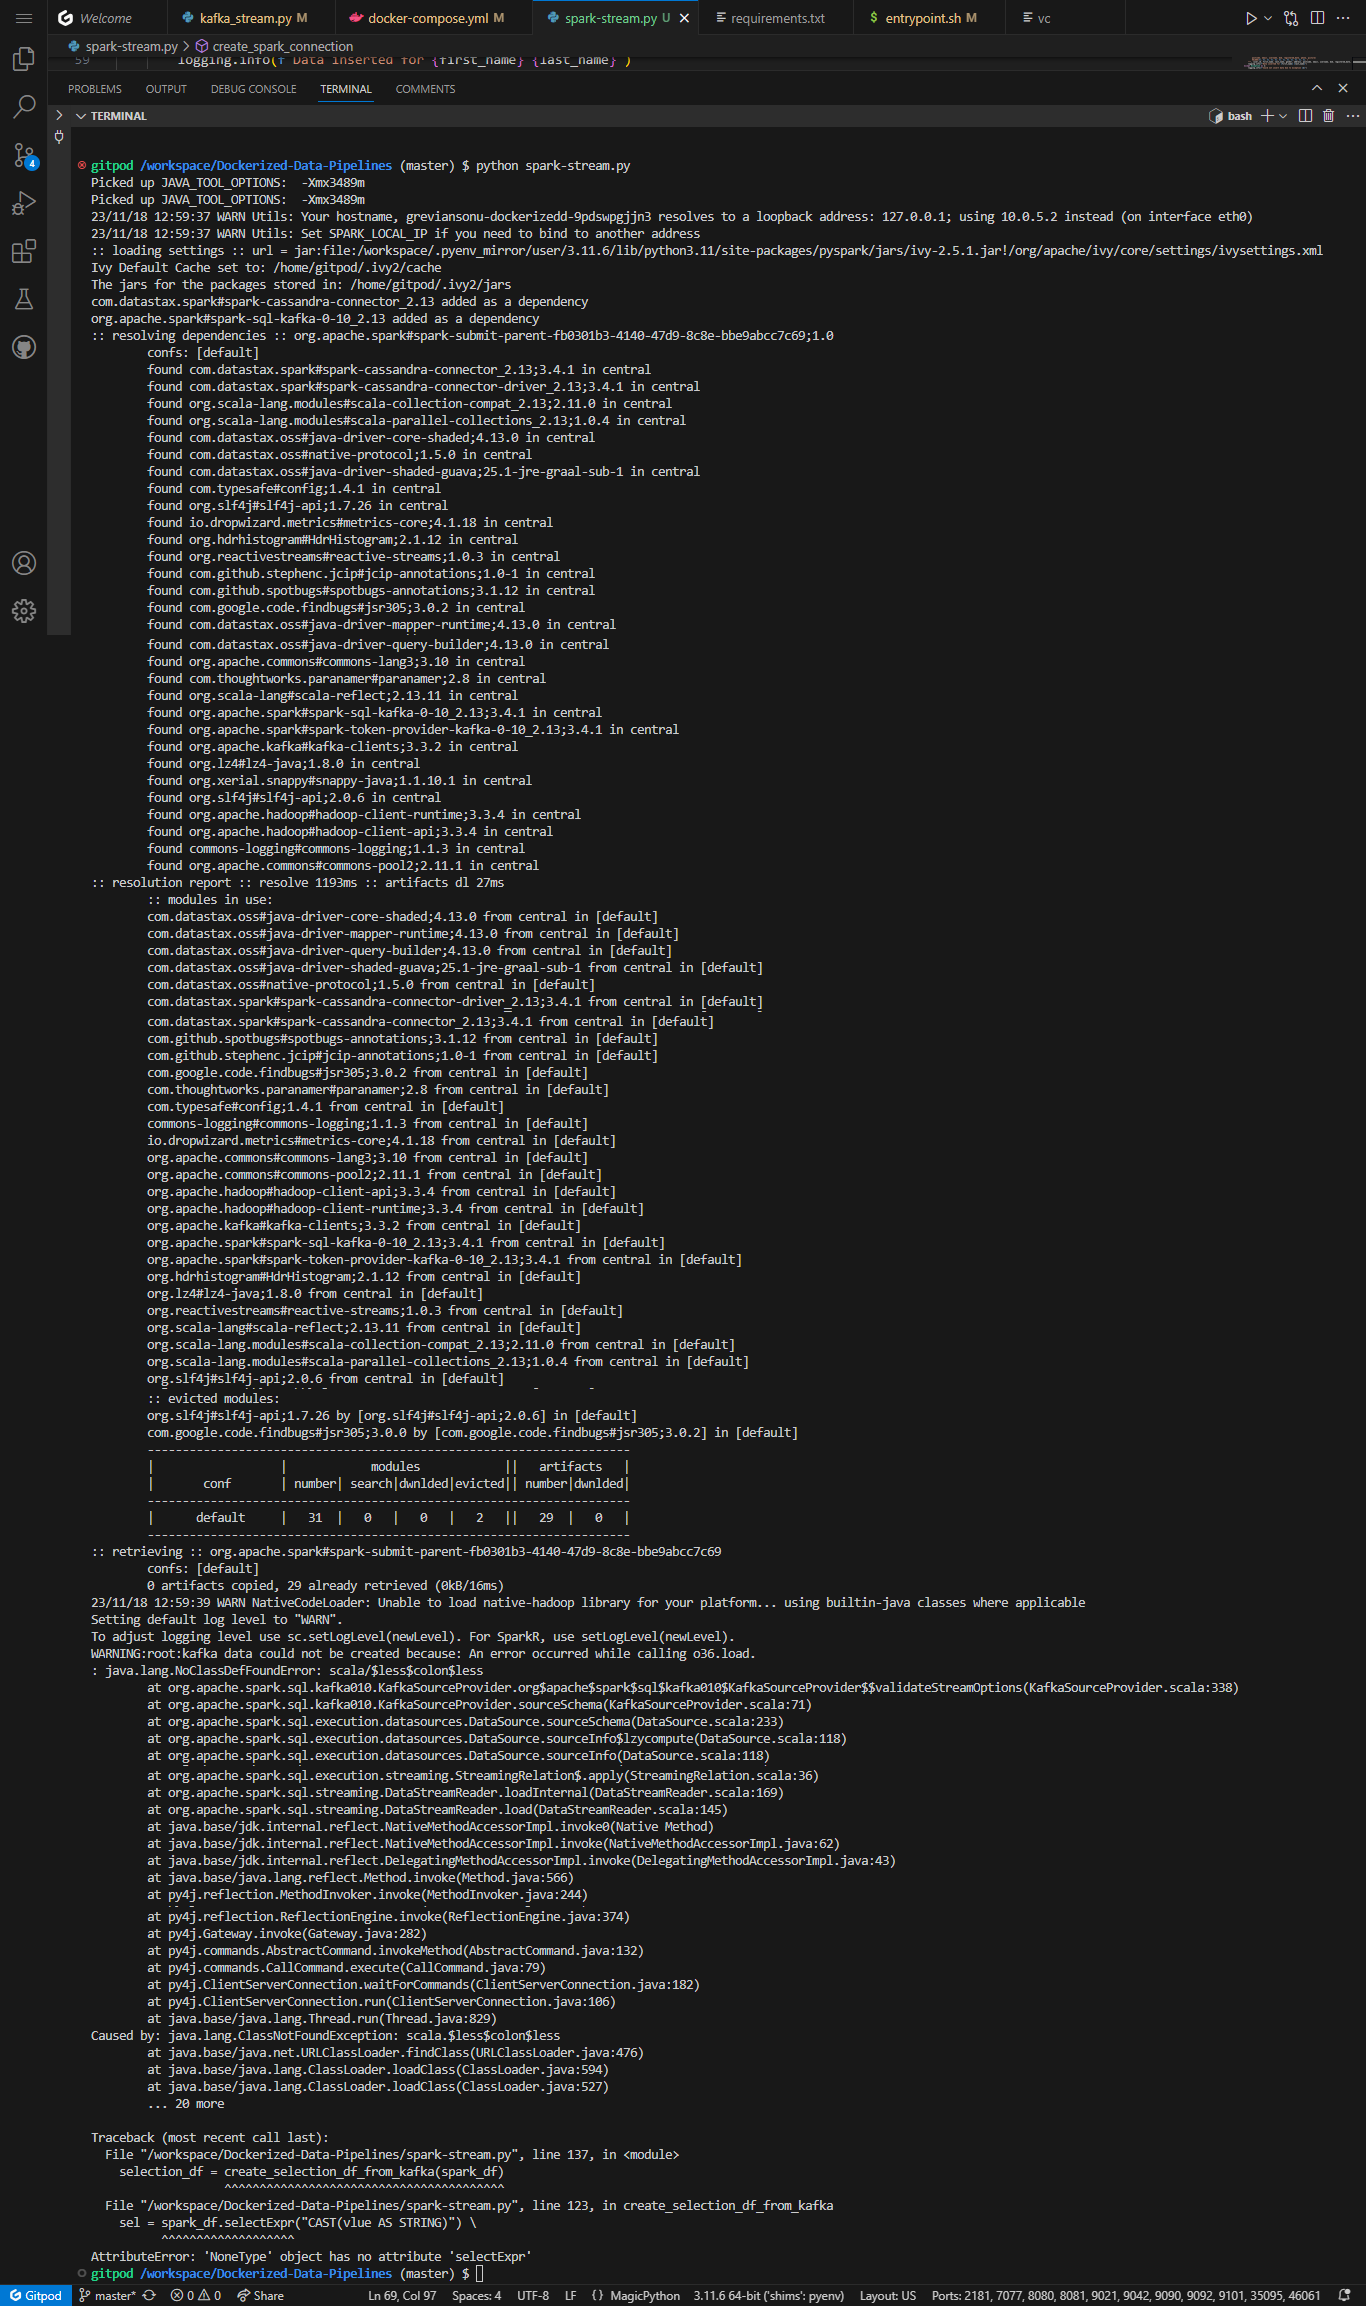 Welcome
kafka_stream.py M
docker-compose.yml M
spark-stream.py U
requirements.txt
$ entrypoint.sh M
vc
spark-stream.py > create_spark_connection
59 logging.info(f"Data inserted for {first_name} {last_name}")
PROBLEMS OUTPUT DEBUG CONSOLE TERMINAL COMMENTS
TERMINAL
bash
4
gitpod /workspace/Dockerized-Data-Pipelines (master) $ python spark-stream.py
Picked up JAVA_TOOL_OPTIONS:  -Xmx3489m
Picked up JAVA_TOOL_OPTIONS:  -Xmx3489m
23/11/18 12:59:37 WARN Utils: Your hostname, greviansonu-dockerizedd-9pdswpgjjn3 resolves to a loopback address: 127.0.0.1; using 10.0.5.2 instead (on interface eth0)
23/11/18 12:59:37 WARN Utils: Set SPARK_LOCAL_IP if you need to bind to another address
:: loading settings :: url = jar:file:/workspace/.pyenv_mirror/user/3.11.6/lib/python3.11/site-packages/pyspark/jars/ivy-2.5.1.jar!/org/apache/ivy/core/settings/ivysettings.xml
Ivy Default Cache set to: /home/gitpod/.ivy2/cache
The jars for the packages stored in: /home/gitpod/.ivy2/jars
com.datastax.spark#spark-cassandra-connector_2.13 added as a dependency
org.apache.spark#spark-sql-kafka-0-10_2.13 added as a dependency
:: resolving dependencies :: org.apache.spark#spark-submit-parent-fb0301b3-4140-47d9-8c8e-bbe9abcc7c69;1.0
confs: [default]
found com.datastax.spark#spark-cassandra-connector_2.13;3.4.1 in central
found com.datastax.spark#spark-cassandra-connector-driver_2.13;3.4.1 in central
found org.scala-lang.modules#scala-collection-compat_2.13;2.11.0 in central
found org.scala-lang.modules#scala-parallel-collections_2.13;1.0.4 in central
found com.datastax.oss#java-driver-core-shaded;4.13.0 in central
found com.datastax.oss#native-protocol;1.5.0 in central
found com.datastax.oss#java-driver-shaded-guava;25.1-jre-graal-sub-1 in central
found com.typesafe#config;1.4.1 in central
found org.slf4j#slf4j-api;1.7.26 in central
found io.dropwizard.metrics#metrics-core;4.1.18 in central
found org.hdrhistogram#HdrHistogram;2.1.12 in central
found org.reactivestreams#reactive-streams;1.0.3 in central
found com.github.stephenc.jcip#jcip-annotations;1.0-1 in central
found com.github.spotbugs#spotbugs-annotations;3.1.12 in central
found com.google.code.findbugs#jsr305;3.0.2 in central
found com.datastax.oss#java-driver-mapper-runtime;4.13.0 in central
found com.datastax.oss#java-driver-query-builder;4.13.0 in central
found org.apache.commons#commons-lang3;3.10 in central
found com.thoughtworks.paranamer#paranamer;2.8 in central
found org.scala-lang#scala-reflect;2.13.11 in central
found org.apache.spark#spark-sql-kafka-0-10_2.13;3.4.1 in central
found org.apache.spark#spark-token-provider-kafka-0-10_2.13;3.4.1 in central
found org.apache.kafka#kafka-clients;3.3.2 in central
found org.lz4#lz4-java;1.8.0 in central
found org.xerial.snappy#snappy-java;1.1.10.1 in central
found org.slf4j#slf4j-api;2.0.6 in central
found org.apache.hadoop#hadoop-client-runtime;3.3.4 in central
found org.apache.hadoop#hadoop-client-api;3.3.4 in central
found commons-logging#commons-logging;1.1.3 in central
found org.apache.commons#commons-pool2;2.11.1 in central
:: resolution report :: resolve 1193ms :: artifacts dl 27ms
:: modules in use:
com.datastax.oss#java-driver-core-shaded;4.13.0 from central in [default]
com.datastax.oss#java-driver-mapper-runtime;4.13.0 from central in [default]
com.datastax.oss#java-driver-query-builder;4.13.0 from central in [default]
com.datastax.oss#java-driver-shaded-guava;25.1-jre-graal-sub-1 from central in [default]
com.datastax.oss#native-protocol;1.5.0 from central in [default]
com.datastax.spark#spark-cassandra-connector-driver_2.13;3.4.1 from central in [default]
com.datastax.spark#spark-cassandra-connector_2.13;3.4.1 from central in [default]
com.github.spotbugs#spotbugs-annotations;3.1.12 from central in [default]
com.github.stephenc.jcip#jcip-annotations;1.0-1 from central in [default]
com.google.code.findbugs#jsr305;3.0.2 from central in [default]
com.thoughtworks.paranamer#paranamer;2.8 from central in [default]
com.typesafe#config;1.4.1 from central in [default]
commons-logging#commons-logging;1.1.3 from central in [default]
io.dropwizard.metrics#metrics-core;4.1.18 from central in [default]
org.apache.commons#commons-lang3;3.10 from central in [default]
org.apache.commons#commons-pool2;2.11.1 from central in [default]
org.apache.hadoop#hadoop-client-api;3.3.4 from central in [default]
org.apache.hadoop#hadoop-client-runtime;3.3.4 from central in [default]
org.apache.kafka#kafka-clients;3.3.2 from central in [default]
org.apache.spark#spark-sql-kafka-0-10_2.13;3.4.1 from central in [default]
org.apache.spark#spark-token-provider-kafka-0-10_2.13;3.4.1 from central in [default]
org.hdrhistogram#HdrHistogram;2.1.12 from central in [default]
org.lz4#lz4-java;1.8.0 from central in [default]
org.reactivestreams#reactive-streams;1.0.3 from central in [default]
org.scala-lang#scala-reflect;2.13.11 from central in [default]
org.scala-lang.modules#scala-collection-compat_2.13;2.11.0 from central in [default]
org.scala-lang.modules#scala-parallel-collections_2.13;1.0.4 from central in [default]
org.slf4j#slf4j-api;2.0.6 from central in [default]
:: evicted modules:
org.slf4j#slf4j-api;1.7.26 by [org.slf4j#slf4j-api;2.0.6] in [default]
com.google.code.findbugs#jsr305;3.0.0 by [com.google.code.findbugs#jsr305;3.0.2] in [default]
---------------------------------------------------------------------
|                  |            modules            ||   artifacts   |
|       conf       | number| search|dwnlded|evicted|| number|dwnlded|
---------------------------------------------------------------------
|      default     |   31  |   0   |   0   |   2   ||   29  |   0   |
---------------------------------------------------------------------
:: retrieving :: org.apache.spark#spark-submit-parent-fb0301b3-4140-47d9-8c8e-bbe9abcc7c69
confs: [default]
0 artifacts copied, 29 already retrieved (0kB/16ms)
23/11/18 12:59:39 WARN NativeCodeLoader: Unable to load native-hadoop library for your platform... using builtin-java classes where applicable
Setting default log level to "WARN".
To adjust logging level use sc.setLogLevel(newLevel). For SparkR, use setLogLevel(newLevel).
WARNING:root:kafka data could not be created because: An error occurred while calling o36.load.
: java.lang.NoClassDefFoundError: scala/$less$colon$less
at org.apache.spark.sql.kafka010.KafkaSourceProvider.org$apache$spark$sql$kafka010$KafkaSourceProvider$$validateStreamOptions(KafkaSourceProvider.scala:338)
at org.apache.spark.sql.kafka010.KafkaSourceProvider.sourceSchema(KafkaSourceProvider.scala:71)
at org.apache.spark.sql.execution.datasources.DataSource.sourceSchema(DataSource.scala:233)
at org.apache.spark.sql.execution.datasources.DataSource.sourceInfo$lzycompute(DataSource.scala:118)
at org.apache.spark.sql.execution.datasources.DataSource.sourceInfo(DataSource.scala:118)
at org.apache.spark.sql.execution.streaming.StreamingRelation$.apply(StreamingRelation.scala:36)
at org.apache.spark.sql.streaming.DataStreamReader.loadInternal(DataStreamReader.scala:169)
at org.apache.spark.sql.streaming.DataStreamReader.load(DataStreamReader.scala:145)
at java.base/jdk.internal.reflect.NativeMethodAccessorImpl.invoke0(Native Method)
at java.base/jdk.internal.reflect.NativeMethodAccessorImpl.invoke(NativeMethodAccessorImpl.java:62)
at java.base/jdk.internal.reflect.DelegatingMethodAccessorImpl.invoke(DelegatingMethodAccessorImpl.java:43)
at java.base/java.lang.reflect.Method.invoke(Method.java:566)
at py4j.reflection.MethodInvoker.invoke(MethodInvoker.java:244)
at py4j.reflection.ReflectionEngine.invoke(ReflectionEngine.java:374)
at py4j.Gateway.invoke(Gateway.java:282)
at py4j.commands.AbstractCommand.invokeMethod(AbstractCommand.java:132)
at py4j.commands.CallCommand.execute(CallCommand.java:79)
at py4j.ClientServerConnection.waitForCommands(ClientServerConnection.java:182)
at py4j.ClientServerConnection.run(ClientServerConnection.java:106)
at java.base/java.lang.Thread.run(Thread.java:829)
Caused by: java.lang.ClassNotFoundException: scala.$less$colon$less
at java.base/java.net.URLClassLoader.findClass(URLClassLoader.java:476)
at java.base/java.lang.ClassLoader.loadClass(ClassLoader.java:594)
at java.base/java.lang.ClassLoader.loadClass(ClassLoader.java:527)
... 20 more
Traceback (most recent call last):
File "/workspace/Dockerized-Data-Pipelines/spark-stream.py", line 137, in <module>
selection_df = create_selection_df_from_kafka(spark_df)
^^^^^^^^^^^^^^^^^^^^^^^^^^^^^^^^^^^^^^^^
File "/workspace/Dockerized-Data-Pipelines/spark-stream.py", line 123, in create_selection_df_from_kafka
sel = spark_df.selectExpr("CAST(vlue AS STRING)") \
^^^^^^^^^^^^^^^^^^^
AttributeError: 'NoneType' object has no attribute 'selectExpr'
gitpod /workspace/Dockerized-Data-Pipelines (master) $
Gitpod master* 0 0 Share Ln 69, Col 97 Spaces: 4 UTF-8 LF MagicPython 3.11.6 64-bit ('shims': pyenv) Layout: US Ports: 2181, 7077, 8080, 8081, 9021, 9042, 9090, 9092, 9101, 35095, 46061